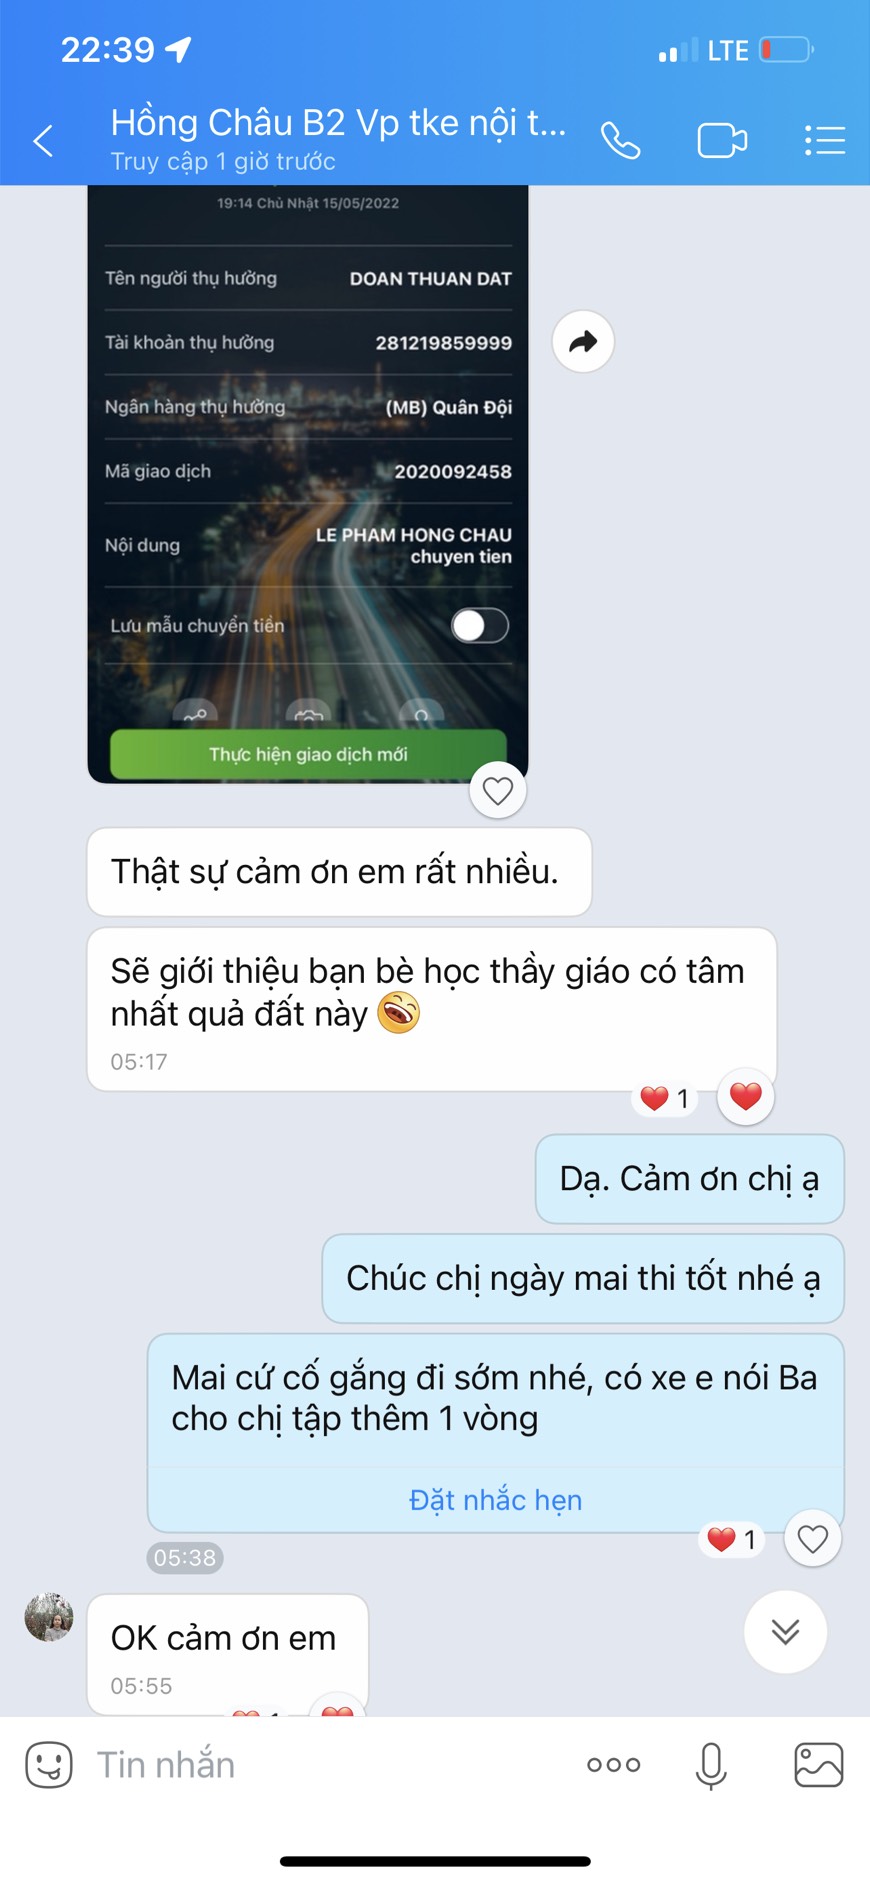 22:39
LTE
Hồng Châu B2 Vp tke nội t...
Truy cập 1 giờ trước
19:14 Chủ Nhật 15/05/2022
Tên người thụ hưởng DOAN THUAN DAT
Tài khoản thụ hưởng 281219859999
Ngân hàng thụ hưởng (MB) Quân Đội
Mã giao dịch 2020092458
Nội dung LE PHAM HONG CHAU
chuyen tien
Lưu mẫu chuyển tiền
Thực hiện giao dịch mới
Thật sự cảm ơn em rất nhiều.
Sẽ giới thiệu bạn bè học thầy giáo có tâm
nhất quả đất này
05:17
1
Dạ. Cảm ơn chị ạ
Chúc chị ngày mai thi tốt nhé ạ
Mai cứ cố gắng đi sớm nhé, có xe e nói Ba
cho chị tập thêm 1 vòng
Đặt nhắc hẹn
1
05:38
OK cảm ơn em
05:55
Tin nhắn